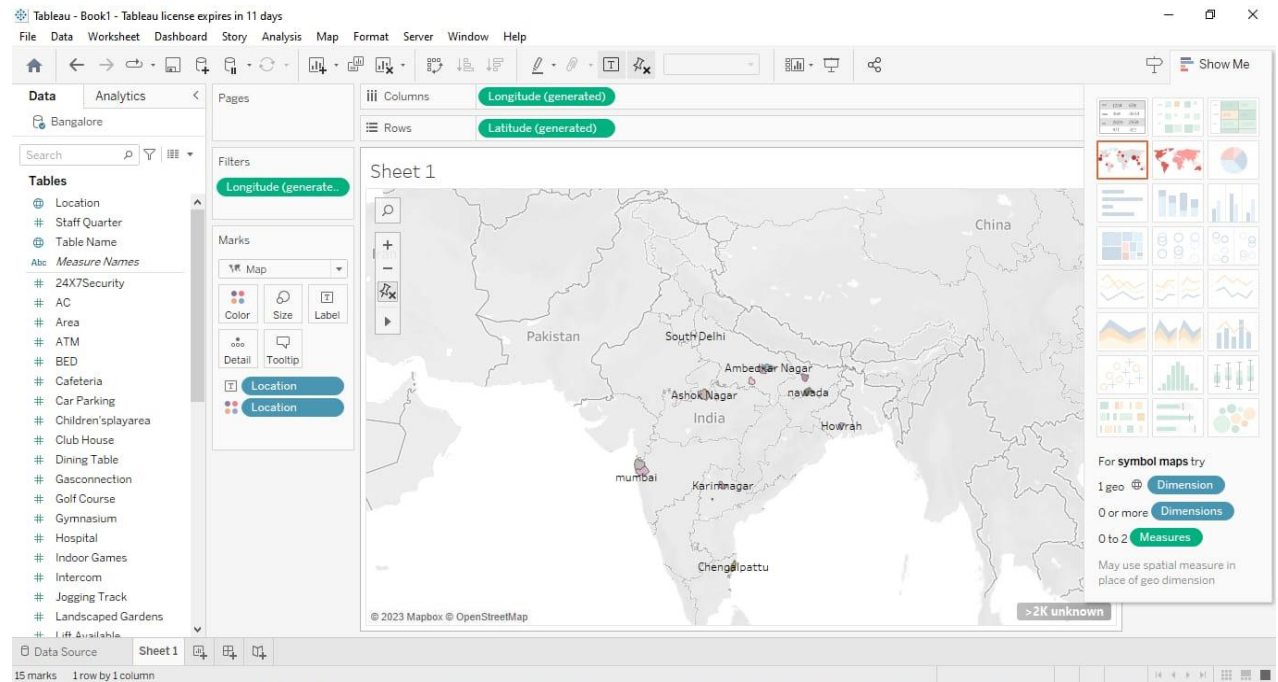 Tableau - Book1 - Tableau license expires in 11 days
File Data Worksheet Dashboard Story Analysis Map Format Server Window Help
Show Me
Data Analytics
Bangalore
Search
Tables
Location
Staff Quarter
Table Name
Abc Measure Names
24X7Security
AC
Area
ATM
BED
Cafeteria
Car Parking
Children'splayarea
Club House
Dining Table
Gasconnection
Golf Course
Gymnasium
Hospital
Indoor Games
Intercom
Jogging Track
Landscaped Gardens
Lift Available
Pages
Filters
Longitude (generate..
Marks
Map
Color Size Label
Detail Tooltip
Location
Location
Columns Longitude (generated)
Rows Latitude (generated)
Sheet 1
China
Iran
Pakistan
South Delhi
Ambedkar Nagar
Ashok Nagar
nawada
India
Howrah
mumbai
Karimnagar
Chengalpattu
© 2023 Mapbox © OpenStreetMap
>2K unknown
For symbol maps try
1 geo Dimension
0 or more Dimensions
0 to 2 Measures
May use spatial measure in
place of geo dimension
Data Source Sheet 1
15 marks 1 row by 1 column